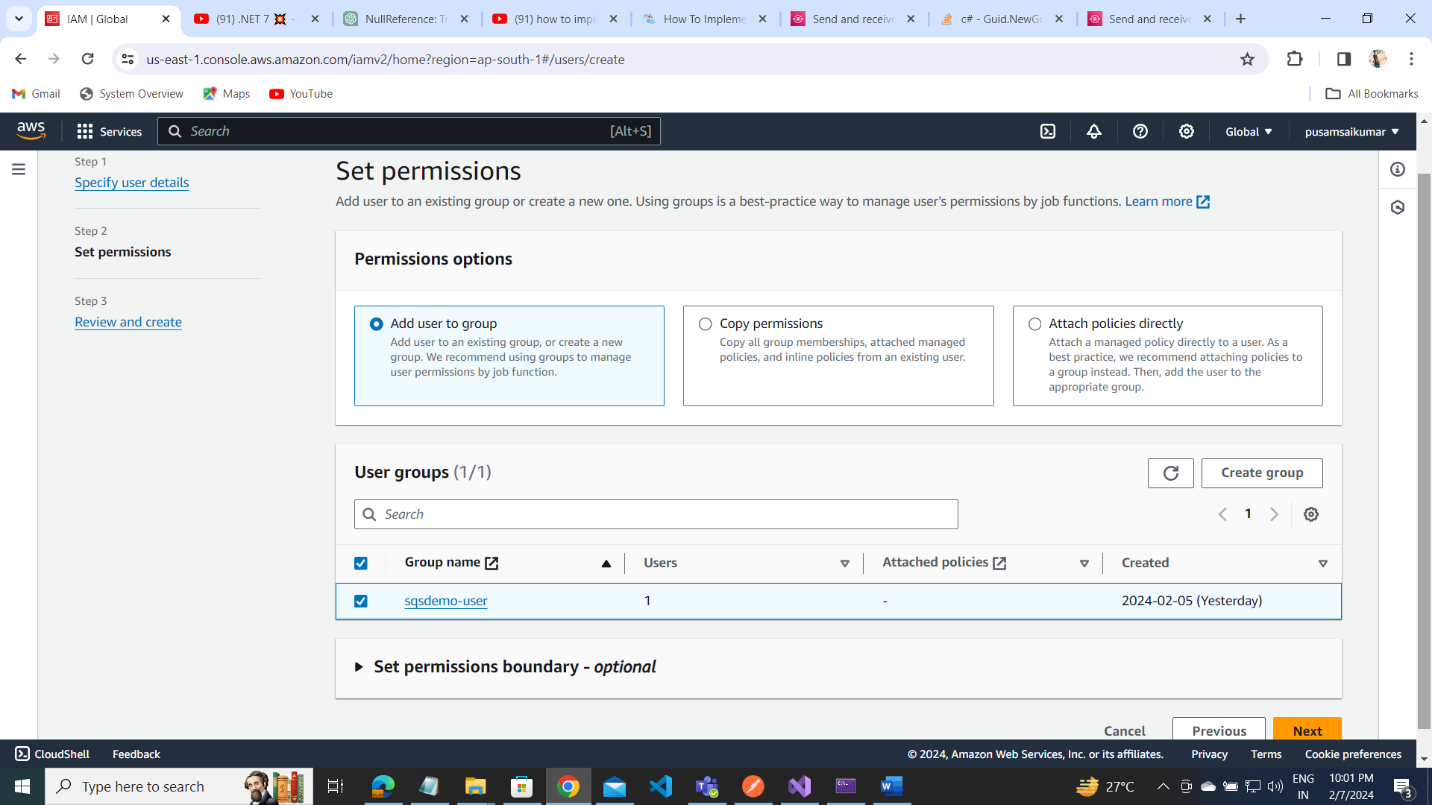 IAM | Global
(91) .NET 7 💥 -
NullReference: Tr
(91) how to impl
How To Impleme
Send and receive
c# - Guid.NewGu
Send and receive
us-east-1.console.aws.amazon.com/iamv2/home?region=ap-south-1#/users/create
Gmail
System Overview
Maps
YouTube
All Bookmarks
aws
Services
Search
[Alt+S]
Global
pusamsaikumar
Step 1
Specify user details
Step 2
Set permissions
Step 3
Review and create
Set permissions
Add user to an existing group or create a new one. Using groups is a best-practice way to manage user's permissions by job functions. Learn more
Permissions options
Add user to group
Add user to an existing group, or create a new
group. We recommend using groups to manage
user permissions by job function.
Copy permissions
Copy all group memberships, attached managed
policies, and inline policies from an existing user.
Attach policies directly
Attach a managed policy directly to a user. As a
best practice, we recommend attaching policies to
a group instead. Then, add the user to the
appropriate group.
User groups (1/1)
Create group
Search
1
Group name
Users
Attached policies
Created
sqsdemo-user
1
-
2024-02-05 (Yesterday)
Set permissions boundary - optional
Cancel
Previous
Next
CloudShell
Feedback
© 2024, Amazon Web Services, Inc. or its affiliates.
Privacy
Terms
Cookie preferences
Type here to search
27°C
ENG
IN
10:01 PM
2/7/2024
3